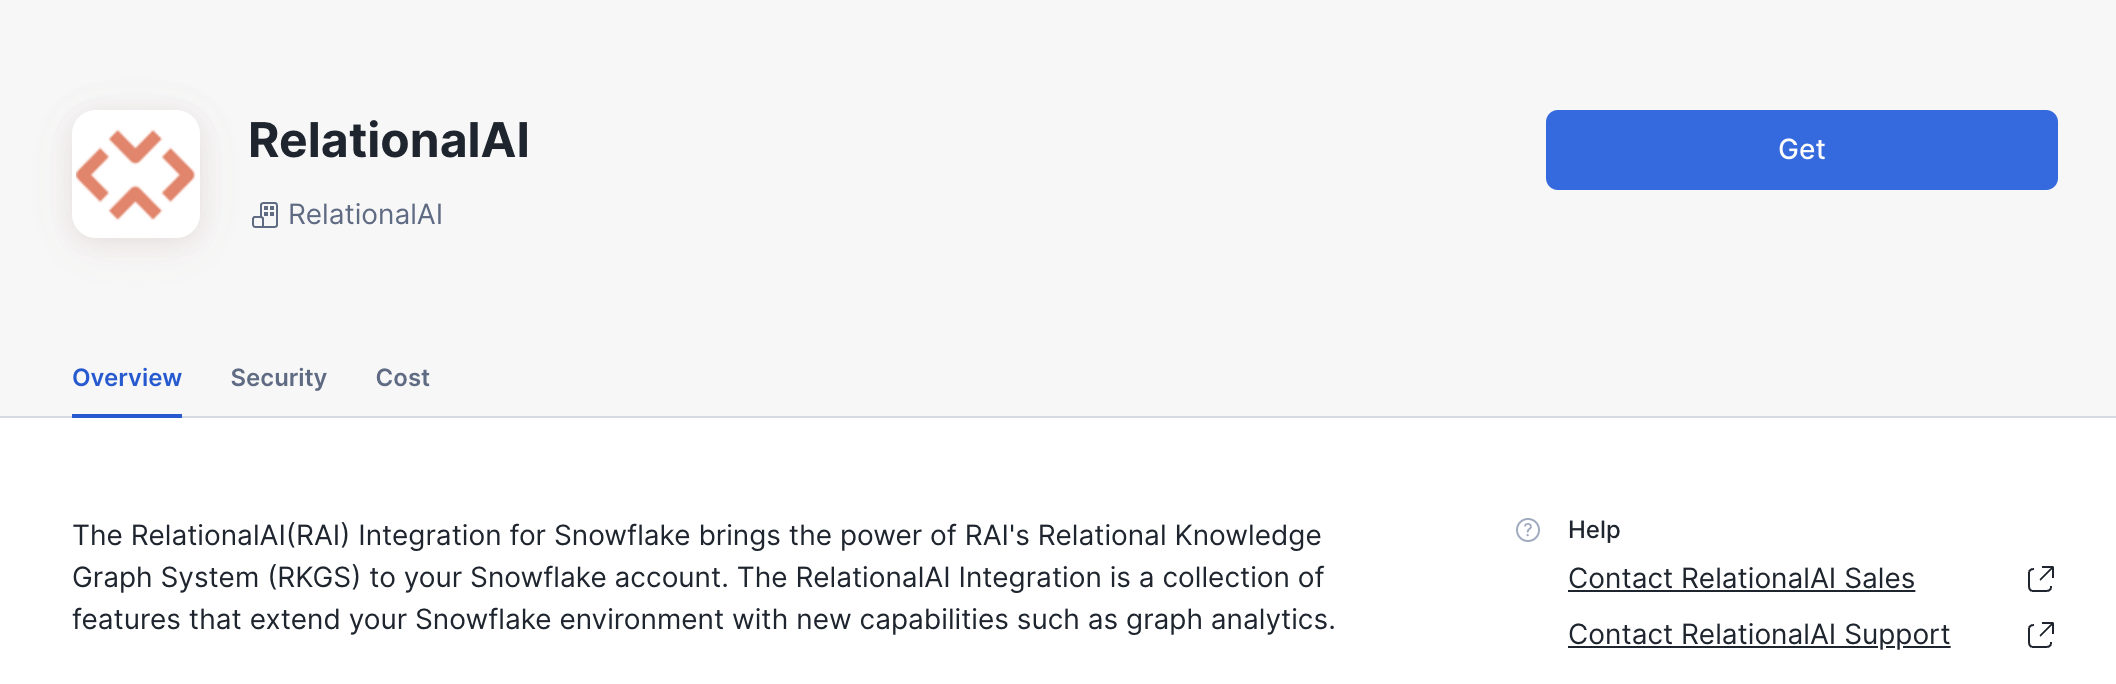 RelationalAI
RelationalAI
Get
Overview
Security
Cost
The RelationalAI(RAI) Integration for Snowflake brings the power of RAI's Relational Knowledge
Graph System (RKGS) to your Snowflake account. The RelationalAI Integration is a collection of
features that extend your Snowflake environment with new capabilities such as graph analytics.
Help
Contact RelationalAI Sales
Contact RelationalAI Support